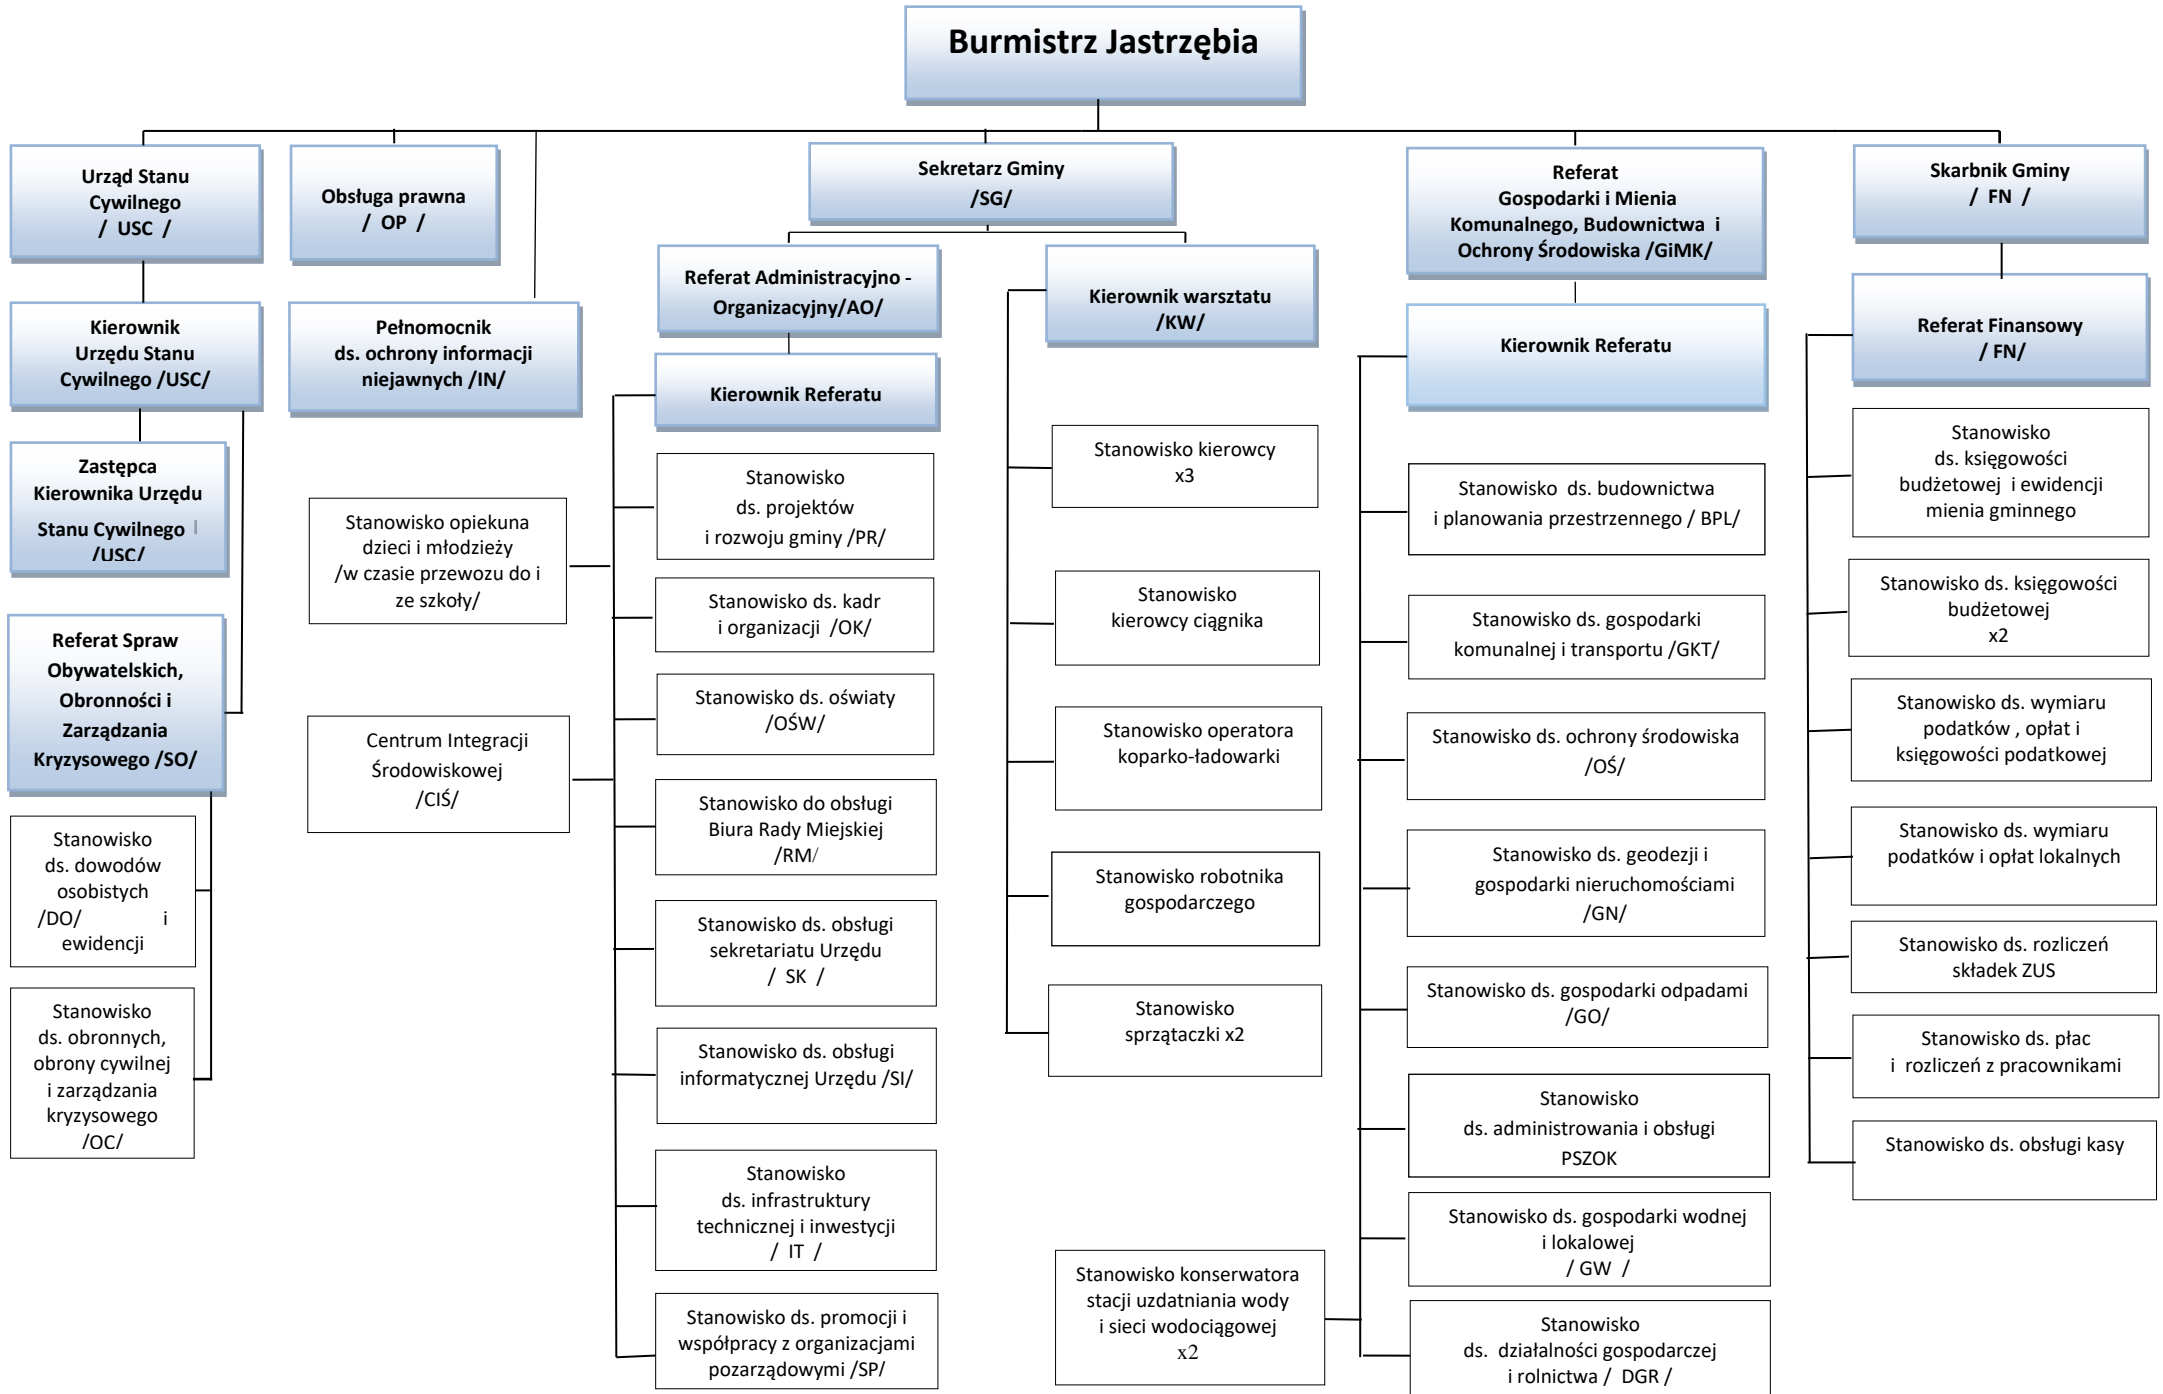 Burmistrz Jastrzębia
Urząd Stanu
Cywilnego
/ USC /
Obsługa prawna
/ OP /
Sekretarz Gminy
/SG/
Referat
Gospodarki i Mienia
Komunalnego, Budownictwa i
Ochrony Środowiska /GiMK/
Skarbnik Gminy
/ FN /
Kierownik
Urzędu Stanu
Cywilnego /USC/
Pełnomocnik
ds. ochrony informacji
niejawnych /IN/
Referat Administracyjno -
Organizacyjny/AO/
Kierownik warsztatu
/KW/
Kierownik Referatu
Referat Finansowy
/ FN/
Kierownik Referatu
Zastępca
Kierownika Urzędu
Stanu Cywilnego
/USC/
Referat Spraw
Obywatelskich,
Obronności i
Zarządzania
Kryzysowego /SO/
Stanowisko
ds. dowodów
osobistych
/DO/ i
ewidencji
Stanowisko
ds. obronnych,
obrony cywilnej
i zarządzania
kryzysowego
/OC/
Stanowisko opiekuna
dzieci i młodzieży
/w czasie przewozu do i
ze szkoły/
Centrum Integracji
Środowiskowej
/CIŚ/
Stanowisko
ds. projektów
i rozwoju gminy /PR/
Stanowisko ds. kadr
i organizacji /OK/
Stanowisko ds. oświaty
/OŚW/
Stanowisko do obsługi
Biura Rady Miejskiej
/RM/
Stanowisko ds. obsługi
sekretariatu Urzędu
/ SK /
Stanowisko ds. obsługi
informatycznej Urzędu /SI/
Stanowisko
ds. infrastruktury
technicznej i inwestycji
/ IT /
Stanowisko ds. promocji i
współpracy z organizacjami
pozarządowymi /SP/
Stanowisko kierowcy
x3
Stanowisko
kierowcy ciągnika
Stanowisko operatora
koparko-ładowarki
Stanowisko robotnika
gospodarczego
Stanowisko
sprzątaczki x2
Stanowisko konserwatora
stacji uzdatniania wody
i sieci wodociągowej
x2
Stanowisko ds. budownictwa
i planowania przestrzennego / BPL/
Stanowisko ds. gospodarki
komunalnej i transportu /GKT/
Stanowisko ds. ochrony środowiska
/OŚ/
Stanowisko ds. geodezji i
gospodarki nieruchomościami
/GN/
Stanowisko ds. gospodarki odpadami
/GO/
Stanowisko
ds. administrowania i obsługi
PSZOK
Stanowisko ds. gospodarki wodnej
i lokalowej
/ GW /
Stanowisko
ds. działalności gospodarczej
i rolnictwa / DGR /
Stanowisko
ds. księgowości
budżetowej i ewidencji
mienia gminnego
Stanowisko ds. księgowości
budżetowej
x2
Stanowisko ds. wymiaru
podatków , opłat i
księgowości podatkowej
Stanowisko ds. wymiaru
podatków i opłat lokalnych
Stanowisko ds. rozliczeń
składek ZUS
Stanowisko ds. płac
i rozliczeń z pracownikami
Stanowisko ds. obsługi kasy